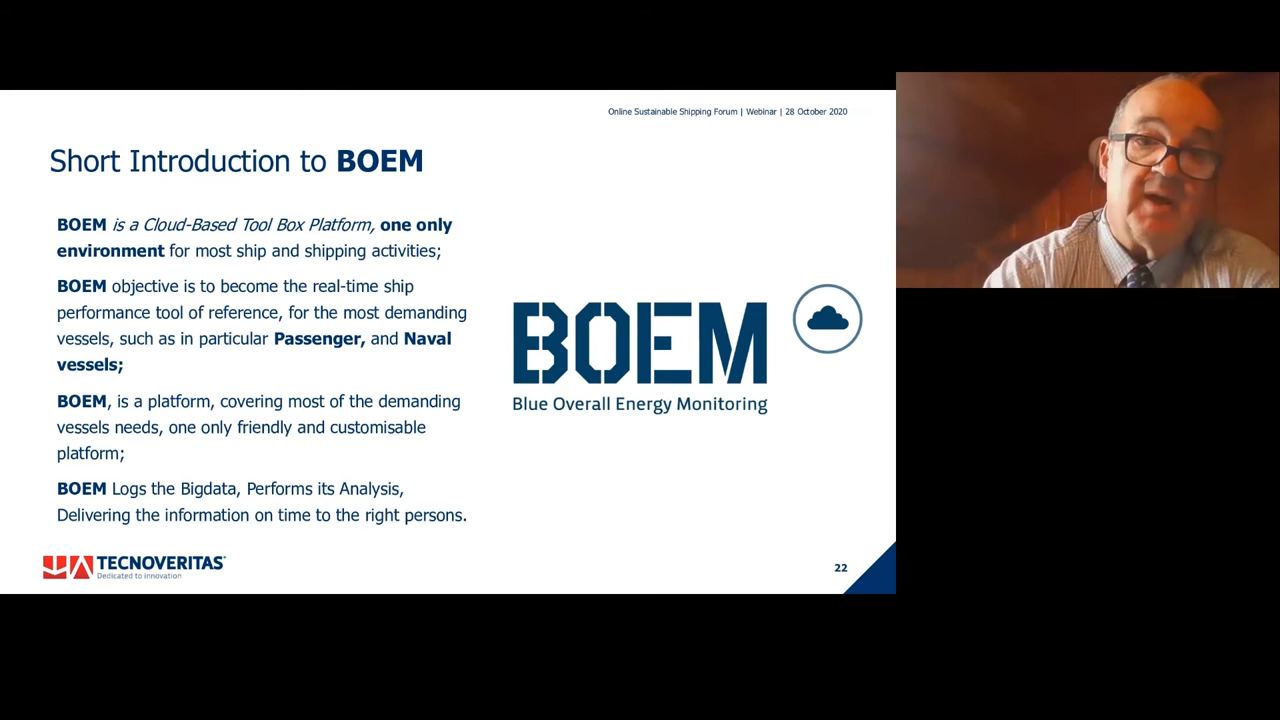 Online Sustainable Shipping Forum | Webinar | 28 October 2020
Short Introduction to BOEM
BOEM is a Cloud-Based Tool Box Platform, one only
environment for most ship and shipping activities;
BOEM objective is to become the real-time ship
performance tool of reference, for the most demanding
vessels, such as in particular Passenger, and Naval
vessels;
BOEM, is a platform, covering most of the demanding
vessels needs, one only friendly and customisable
platform;
BOEM Logs the Bigdata, Performs its Analysis,
Delivering the information on time to the right persons.
BOEM
Blue Overall Energy Monitoring
TECNOVERITAS®
Dedicated to innovation
22